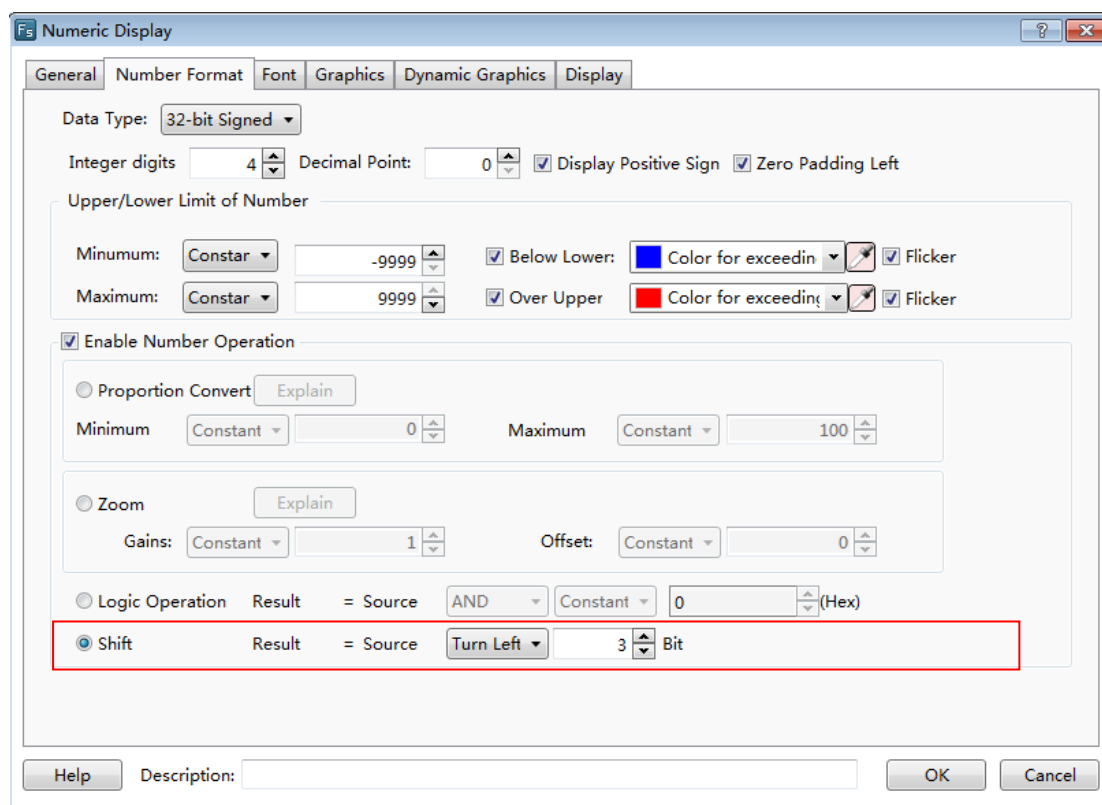 Fs Numeric Display
General Number Format Font Graphics Dynamic Graphics Display
Data Type: 32-bit Signed
Integer digits 4 Decimal Point: 0 Display Positive Sign Zero Padding Left
Upper/Lower Limit of Number
Minumum: Constar -9999 Below Lower: Color for exceedin Flicker
Maximum: Constar 9999 Over Upper Color for exceeding Flicker
Enable Number Operation
Proportion Convert Explain
Minimum Constant 0 Maximum Constant 100
Zoom Explain
Gains: Constant 1 Offset: Constant 0
Logic Operation Result = Source AND Constant 0 (Hex)
Shift Result = Source Turn Left 3 Bit
Help Description: OK Cancel